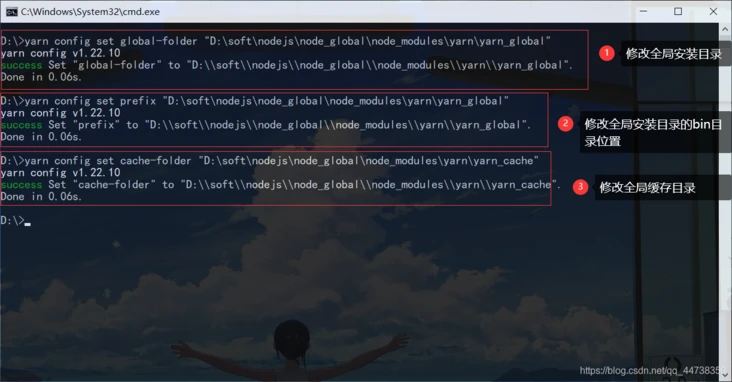 C:\Windows\System32\cmd.exe
D:\>yarn config set global-folder "D:\soft\nodejs\node_global\node_modules\yarn\yarn_global"
yarn config v1.22.10
success Set "global-folder" to "D:\\soft\\nodejs\\node_global\\node_modules\\yarn\\yarn_global".
Done in 0.06s.
1 修改全局安装目录
D:\>yarn config set prefix "D:\soft\nodejs\node_global\node_modules\yarn\yarn_global"
yarn config v1.22.10
success Set "prefix" to "D:\\soft\\nodejs\\node_global\\node_modules\\yarn\\yarn_global".
Done in 0.06s.
2 修改全局安装目录的bin目
录位置
D:\>yarn config set cache-folder "D:\soft\nodejs\node_global\node_modules\yarn\yarn_cache"
yarn config v1.22.10
success Set "cache-folder" to "D:\\soft\\nodejs\\node_global\\node_modules\\yarn\\yarn_cache".
Done in 0.06s.
3 修改全局缓存目录
D:\>